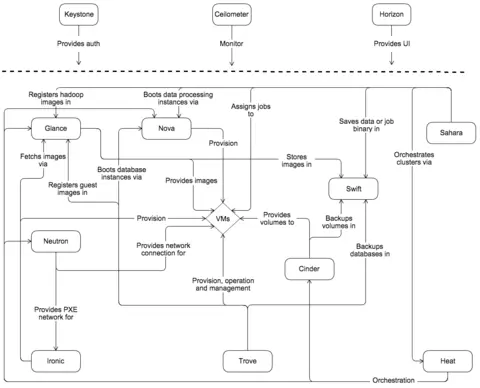 Keystone
Ceilometer
Horizon
Provides auth
Monitor
Provides UI
Registers hadoop
images in
Boots data processing
instances via
Assigns jobs
to
Saves data or job
binary in
Sahara
Glance
Nova
Fetchs images
via
Provision
Stores
images in
Orchestrates
clusters via
Boots database
instances via
Registers guest
images in
Provides images
Swift
Provision
VMs
Provides
volumes to
Backups
volumes in
Neutron
Provides network
connection for
Backups
databases in
Cinder
Provision, operation
and management
Provides PXE
network for
Ironic
Trove
Heat
Orchestration